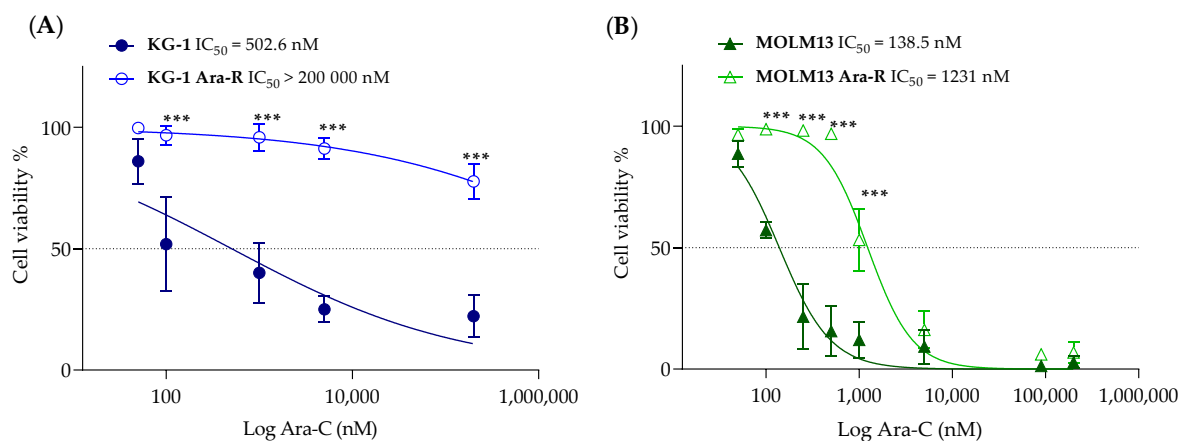 (A)
KG-1 IC50 = 502.6 nM
KG-1 Ara-R IC50 > 200 000 nM
***
***
***
***
100
50
0
Cell viability %
100
10,000
1,000,000
Log Ara-C (nM)
(B)
MOLM13 IC50 = 138.5 nM
MOLM13 Ara-R IC50 = 1231 nM
***
***
***
***
100
50
0
Cell viability %
100
1,000
10,000
100,000
1,000,000
Log Ara-C (nM)